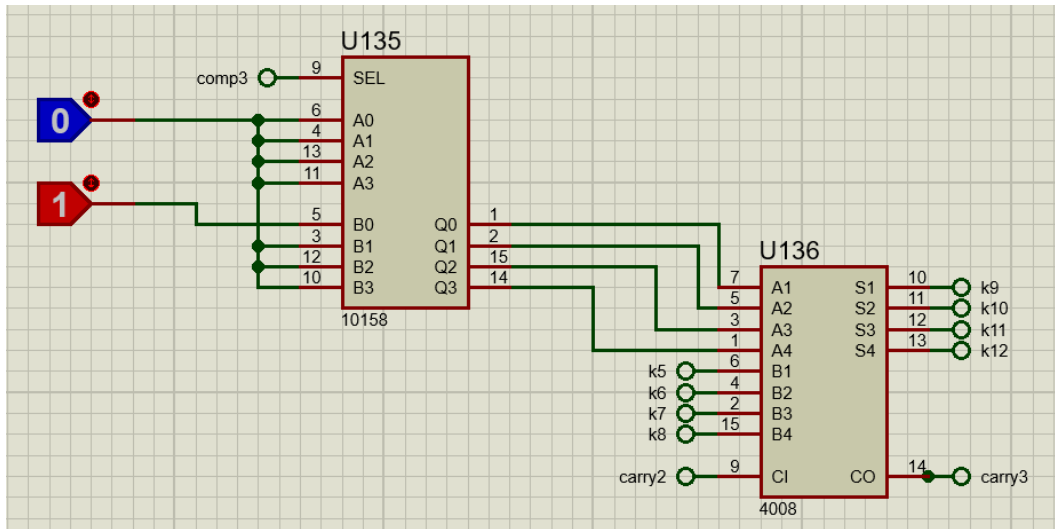 U135
comp3 9 SEL
0
6 A0
4 A1
13 A2
11 A3
1
5 B0 Q0 1
3 B1 Q1 2
12 B2 Q2 15
10 B3 Q3 14
10158
U136
7 A1 S1 10 k9
5 A2 S2 11 k10
3 A3 S3 12 k11
1 A4 S4 13 k12
k5 6 B1
k6 4 B2
k7 2 B3
k8 15 B4
carry2 9 CI CO 14 carry3
4008